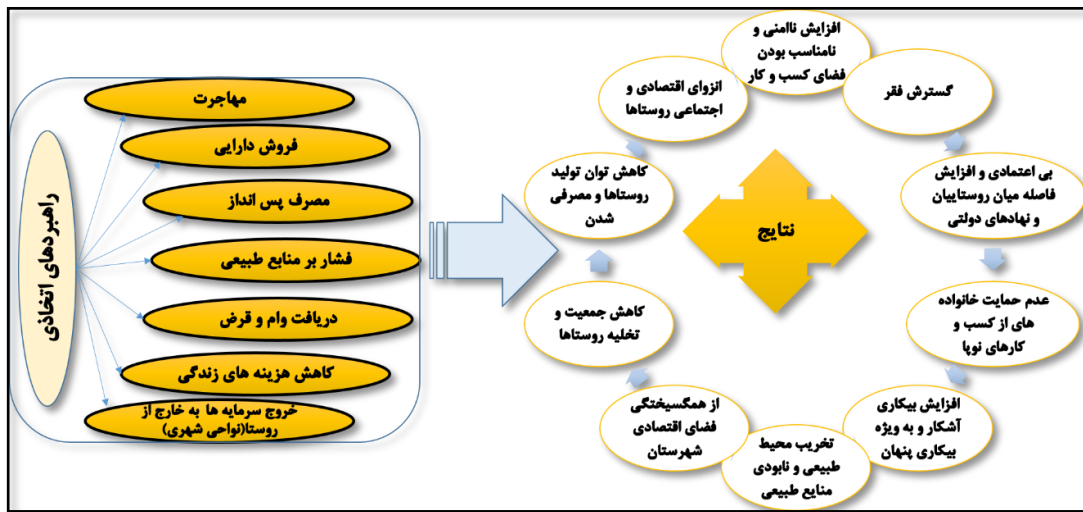 راهبردهای اتخاذی
مهاجرت
فروش دارایی
مصرف پس انداز
فشار بر منابع طبیعی
دریافت وام و قرض
کاهش هزینه های زندگی
خروج سرمایه ها به خارج از
روستا(نواحی شهری)
نتایج
افزایش ناامنی و
نامناسب بودن
فضای کسب و کار
گسترش فقر
بی اعتمادی و افزایش
فاصله میان روستاییان
و نهادهای دولتی
عدم حمایت خانواده
های از کسب و
کارهای نوپا
افزایش بیکاری
آشکار و به ویژه
بیکاری پنهان
تخریب محیط
طبیعی و نابودی
منابع طبیعی
از همگسیختگی
فضای اقتصادی
شهرستان
کاهش جمعیت و
تخلیه روستاها
کاهش توان تولید
روستاها و مصرفی
شدن
انزوای اقتصادی و
اجتماعی روستاها